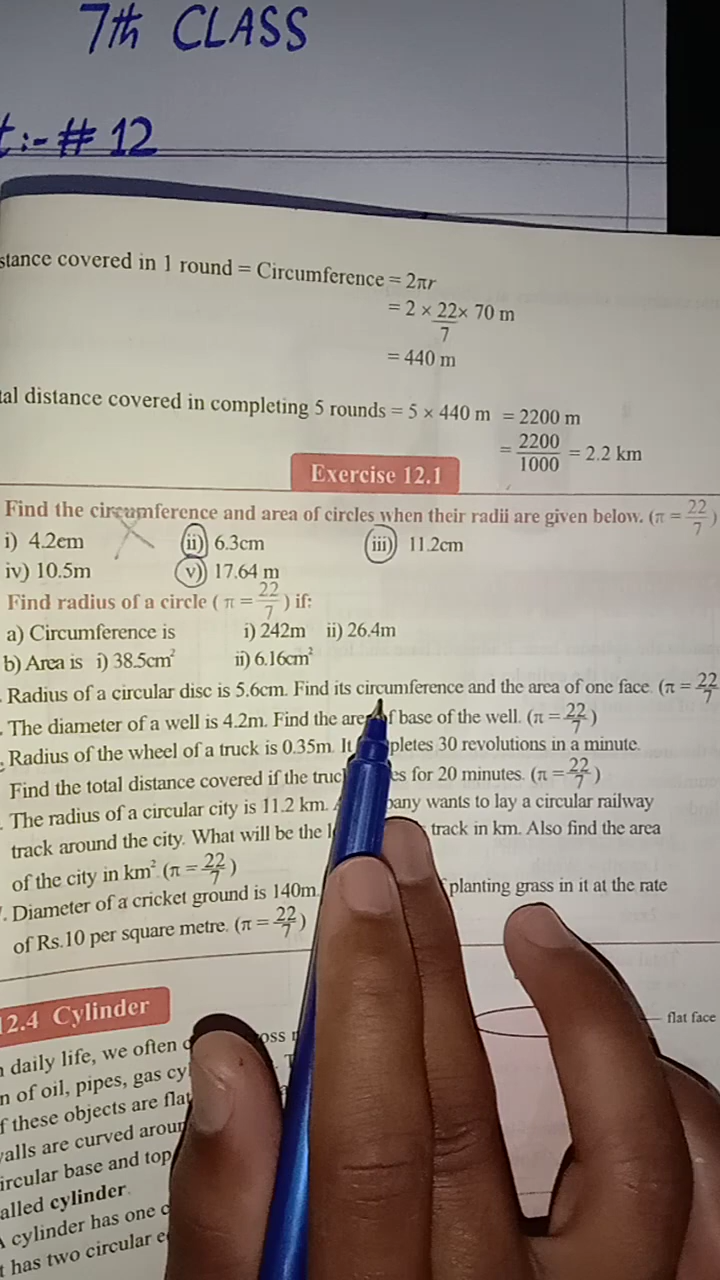 7th CLASS
:- # 12
stance covered in 1 round = Circumference = 2πr
= 2 × 22/7 × 70 m
= 440 m
tal distance covered in completing 5 rounds = 5 × 440 m = 2200 m
= 2200/1000 = 2.2 km
Exercise 12.1
Find the circumference and area of circles when their radii are given below. (π = 22/7)
i) 4.2cm ii) 6.3cm iii) 11.2cm
iv) 10.5m v) 17.64 m
Find radius of a circle ( π = 22/7 ) if:
a) Circumference is i) 242m ii) 26.4m
b) Area is i) 38.5cm² ii) 6.16cm²
. Radius of a circular disc is 5.6cm. Find its circumference and the area of one face. (π = 22/7
. The diameter of a well is 4.2m. Find the are of base of the well. (π = 22/7 )
Radius of the wheel of a truck is 0.35m. It pletes 30 revolutions in a minute.
Find the total distance covered if the truc es for 20 minutes. (π = 22/7 )
. The radius of a circular city is 11.2 km. pany wants to lay a circular railway
track around the city. What will be the track in km. Also find the area
of the city in km² (π = 22/7 )
. Diameter of a cricket ground is 140m. planting grass in it at the rate
of Rs.10 per square metre. (π = 22/7 )
12.4 Cylinder
flat face
daily life, we often oss
n of oil, pipes, gas cy
f these objects are fla
alls are curved aroun
ircular base and top
alled cylinder.
cylinder has one
t has two circular e